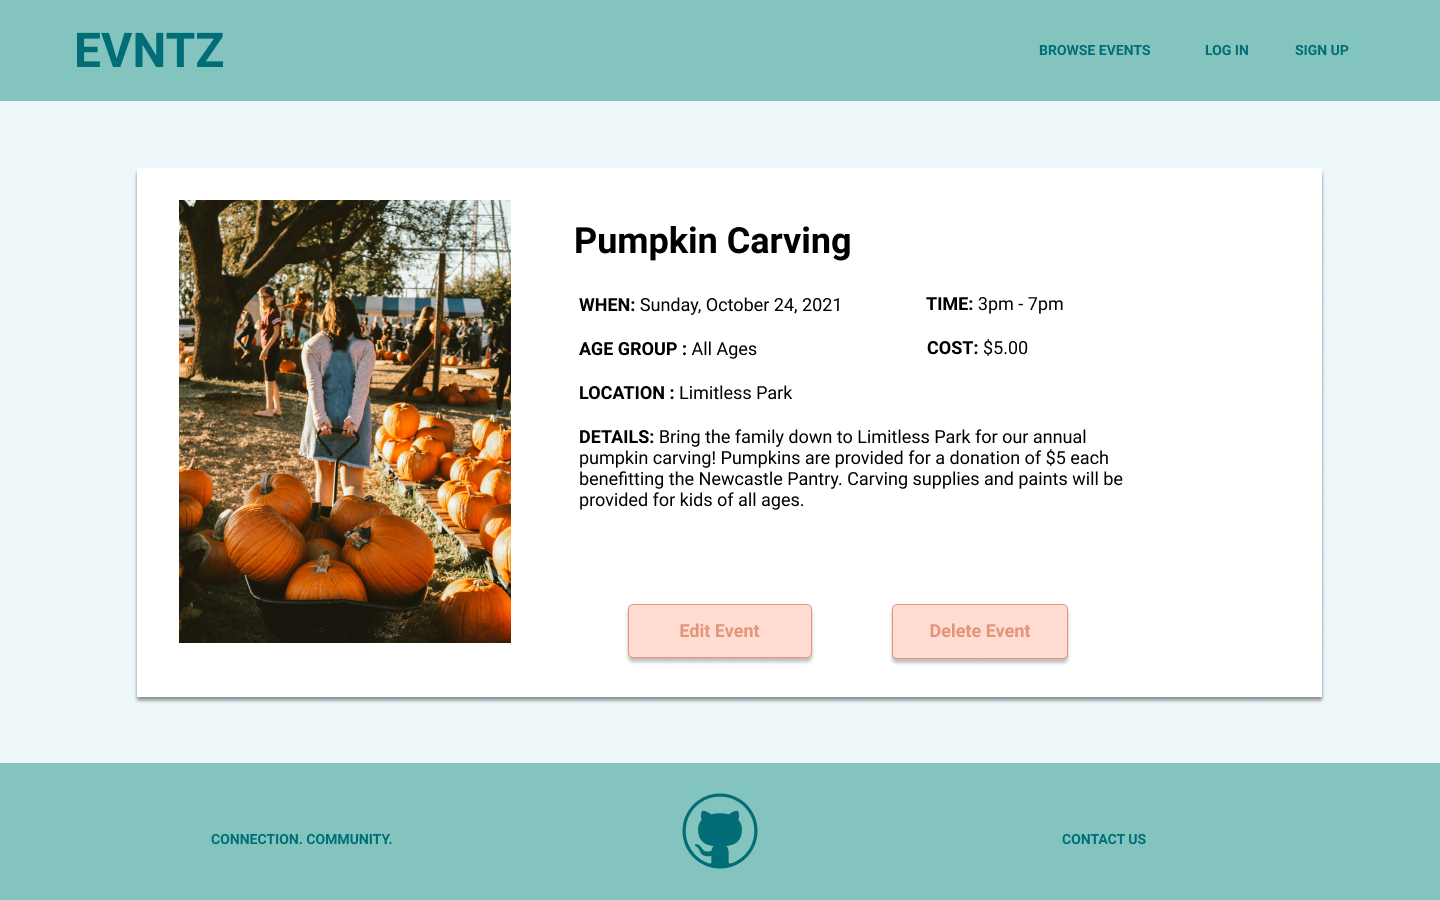 EVNTZ
BROWSE EVENTS
LOG IN
SIGN UP
Pumpkin Carving
WHEN: Sunday, October 24, 2021
TIME: 3pm - 7pm
AGE GROUP : All Ages
COST: $5.00
LOCATION : Limitless Park
DETAILS: Bring the family down to Limitless Park for our annual
pumpkin carving! Pumpkins are provided for a donation of $5 each
benefitting the Newcastle Pantry. Carving supplies and paints will be
provided for kids of all ages.
Edit Event
Delete Event
CONNECTION. COMMUNITY.
CONTACT US